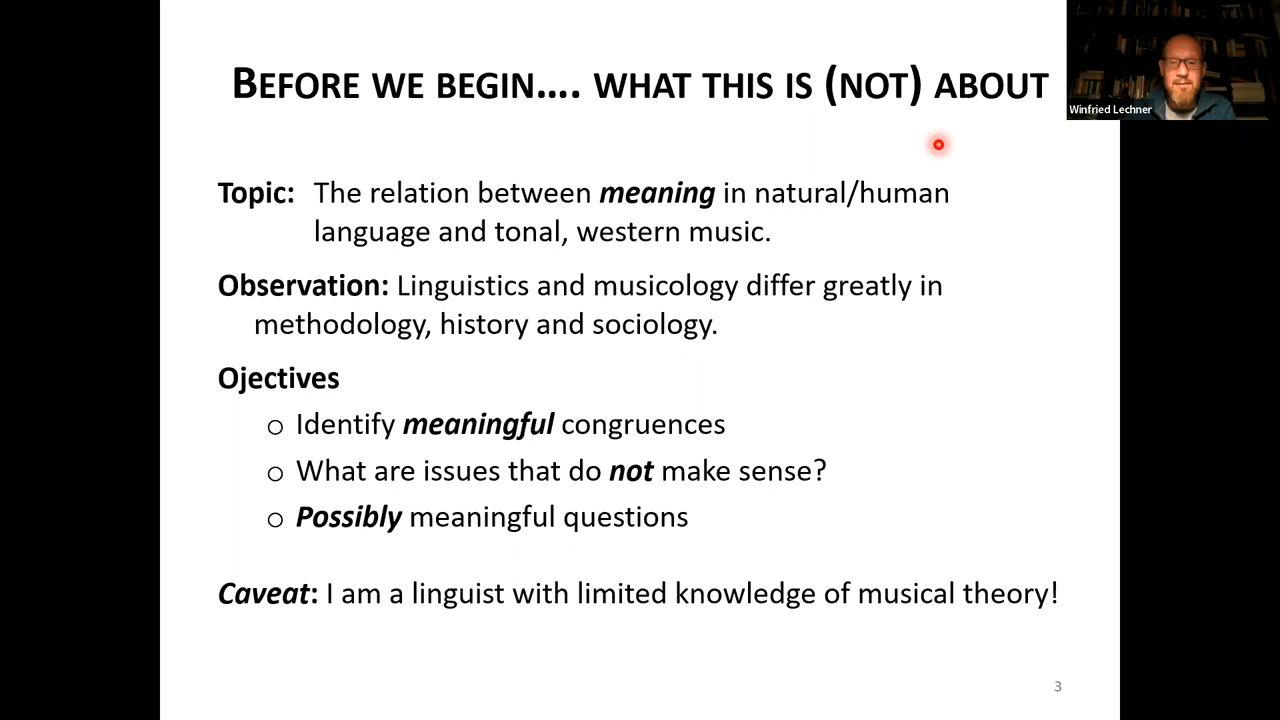 BEFORE WE BEGIN.... WHAT THIS IS (NOT) ABOUT
Winfried Lechner
Topic: The relation between meaning in natural/human
language and tonal, western music.
Observation: Linguistics and musicology differ greatly in
methodology, history and sociology.
Ojectives
o Identify meaningful congruences
o What are issues that do not make sense?
o Possibly meaningful questions
Caveat: I am a linguist with limited knowledge of musical theory!
3